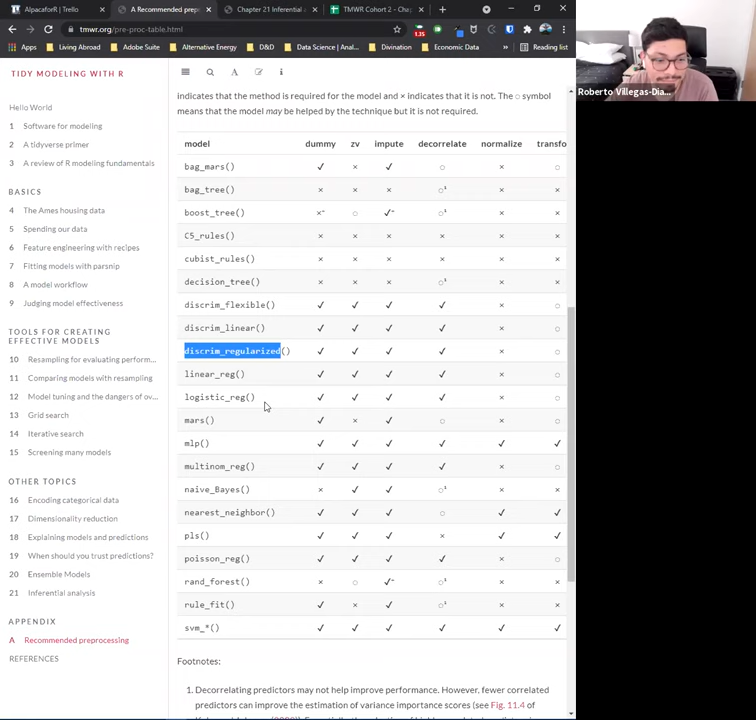 AlpacaforR | Trello
A Recommended prep
Chapter 21 Inferential a
TMWR Cohort 2 - Cha
tmwr.org/pre-proc-table.html
Apps
Living Abroad
Adobe Suite
Alternative Energy
D&D
Data Science | Anal...
Divination
Economic Data
Reading list
Roberto Villegas-Dia...
TIDY MODELING WITH R
Hello World
1 Software for modeling
2 A tidyverse primer
3 A review of R modeling fundamentals
BASICS
4 The Ames housing data
5 Spending our data
6 Feature engineering with recipes
7 Fitting models with parsnip
8 A model workflow
9 Judging model effectiveness
TOOLS FOR CREATING
EFFECTIVE MODELS
10 Resampling for evaluating perform...
11 Comparing models with resampling
12 Model tuning and the dangers of ov...
13 Grid search
14 Iterative search
15 Screening many models
OTHER TOPICS
16 Encoding categorical data
17 Dimensionality reduction
18 Explaining models and predictions
19 When should you trust predictions?
20 Ensemble Models
21 Inferential analysis
APPENDIX
A Recommended preprocessing
REFERENCES
indicates that the method is required for the model and × indicates that it is not. The ○ symbol
means that the model may be helped by the technique but it is not required.
model dummy zv impute decorrelate normalize transfo
bag_mars() ✓ × ✓ ○ × ○
bag_tree() × × × ○¹ × ×
boost_tree() ×⁺ ○ ✓⁺ ○¹ × ×
C5_rules() × × × × × ×
cubist_rules() × × × × × ×
decision_tree() × × × ○¹ × ×
discrim_flexible() ✓ ✓ ✓ ✓ × ○
discrim_linear() ✓ ✓ ✓ ✓ × ○
discrim_regularized() ✓ ✓ ✓ ✓ × ○
linear_reg() ✓ ✓ ✓ ✓ × ○
logistic_reg() ✓ ✓ ✓ ✓ × ○
mars() ✓ × ✓ ○ × ○
mlp() ✓ ✓ ✓ ✓ ✓ ✓
multinom_reg() ✓ ✓ ✓ ✓ × ○
naive_Bayes() × ✓ ✓ ○¹ × ×
nearest_neighbor() ✓ ✓ ✓ ○ ✓ ✓
pls() ✓ ✓ ✓ × ✓ ✓
poisson_reg() ✓ ✓ ✓ ✓ × ○
rand_forest() × ○ ✓⁺ ○¹ × ×
rule_fit() ✓ × ✓ ○¹ × ×
svm_*() ✓ ✓ ✓ ✓ ✓ ✓
Footnotes:
1. Decorrelating predictors may not help improve performance. However, fewer correlated
predictors can improve the estimation of variance importance scores (see Fig. 11.4 of